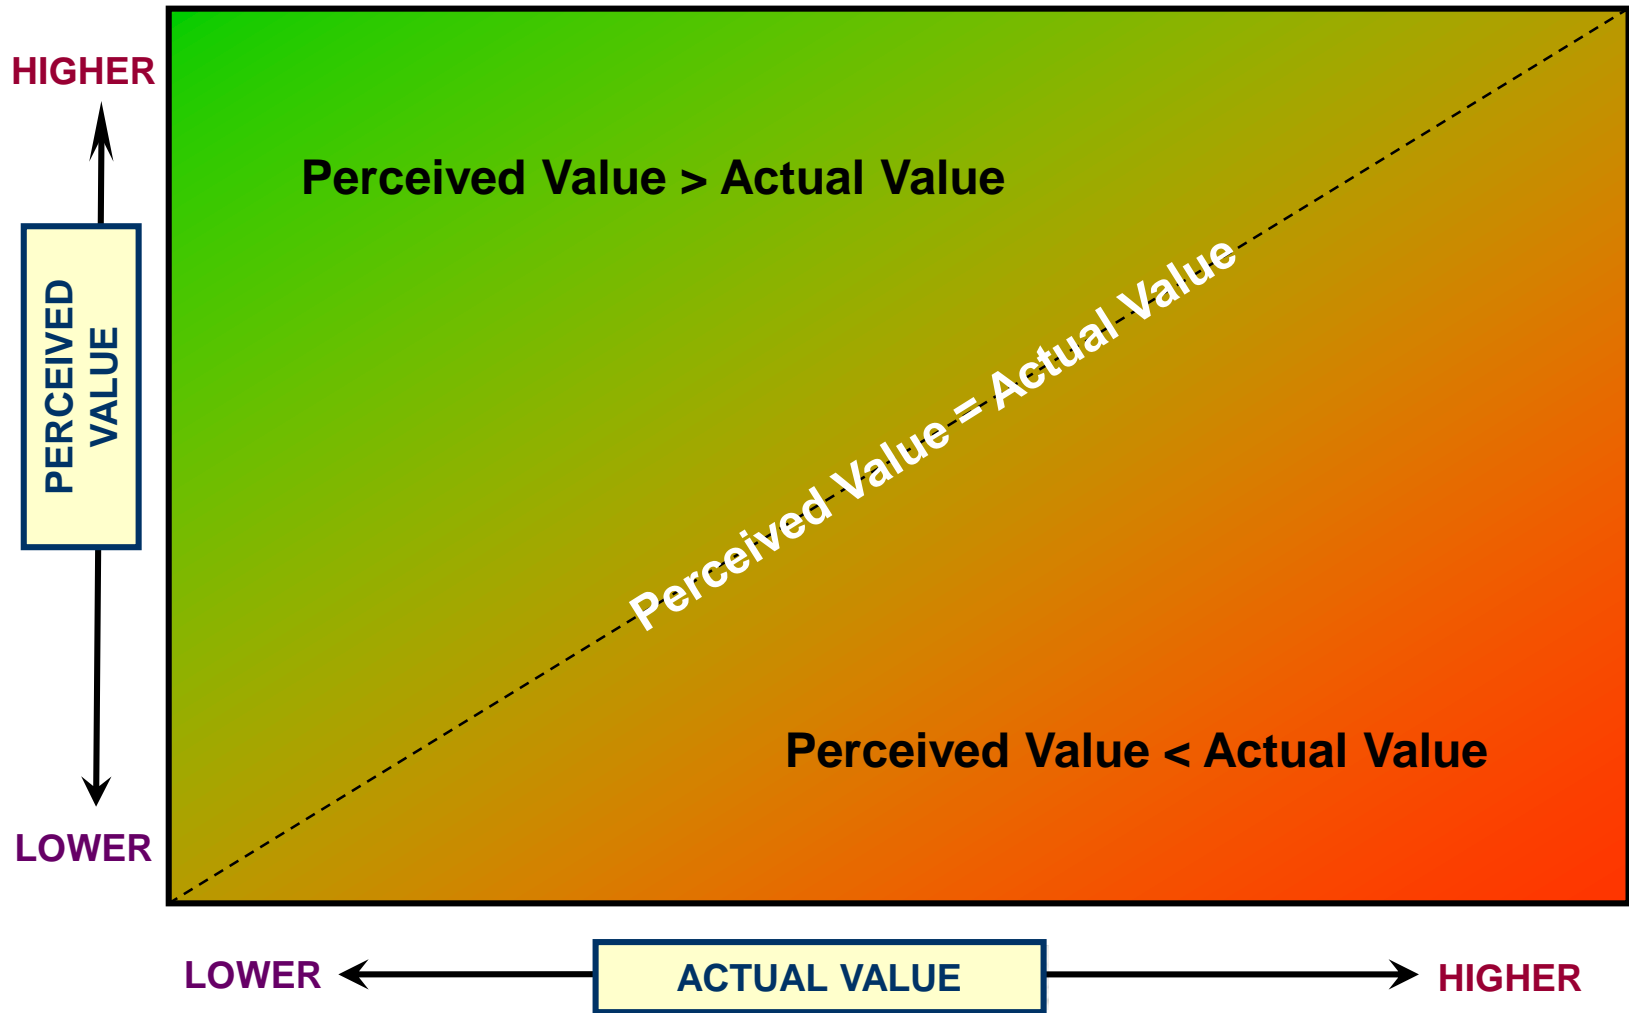 HIGHER
Perceived Value > Actual Value
PERCEIVED
VALUE
Perceived Value = Actual Value
Perceived Value < Actual Value
LOWER
LOWER
ACTUAL VALUE
HIGHER